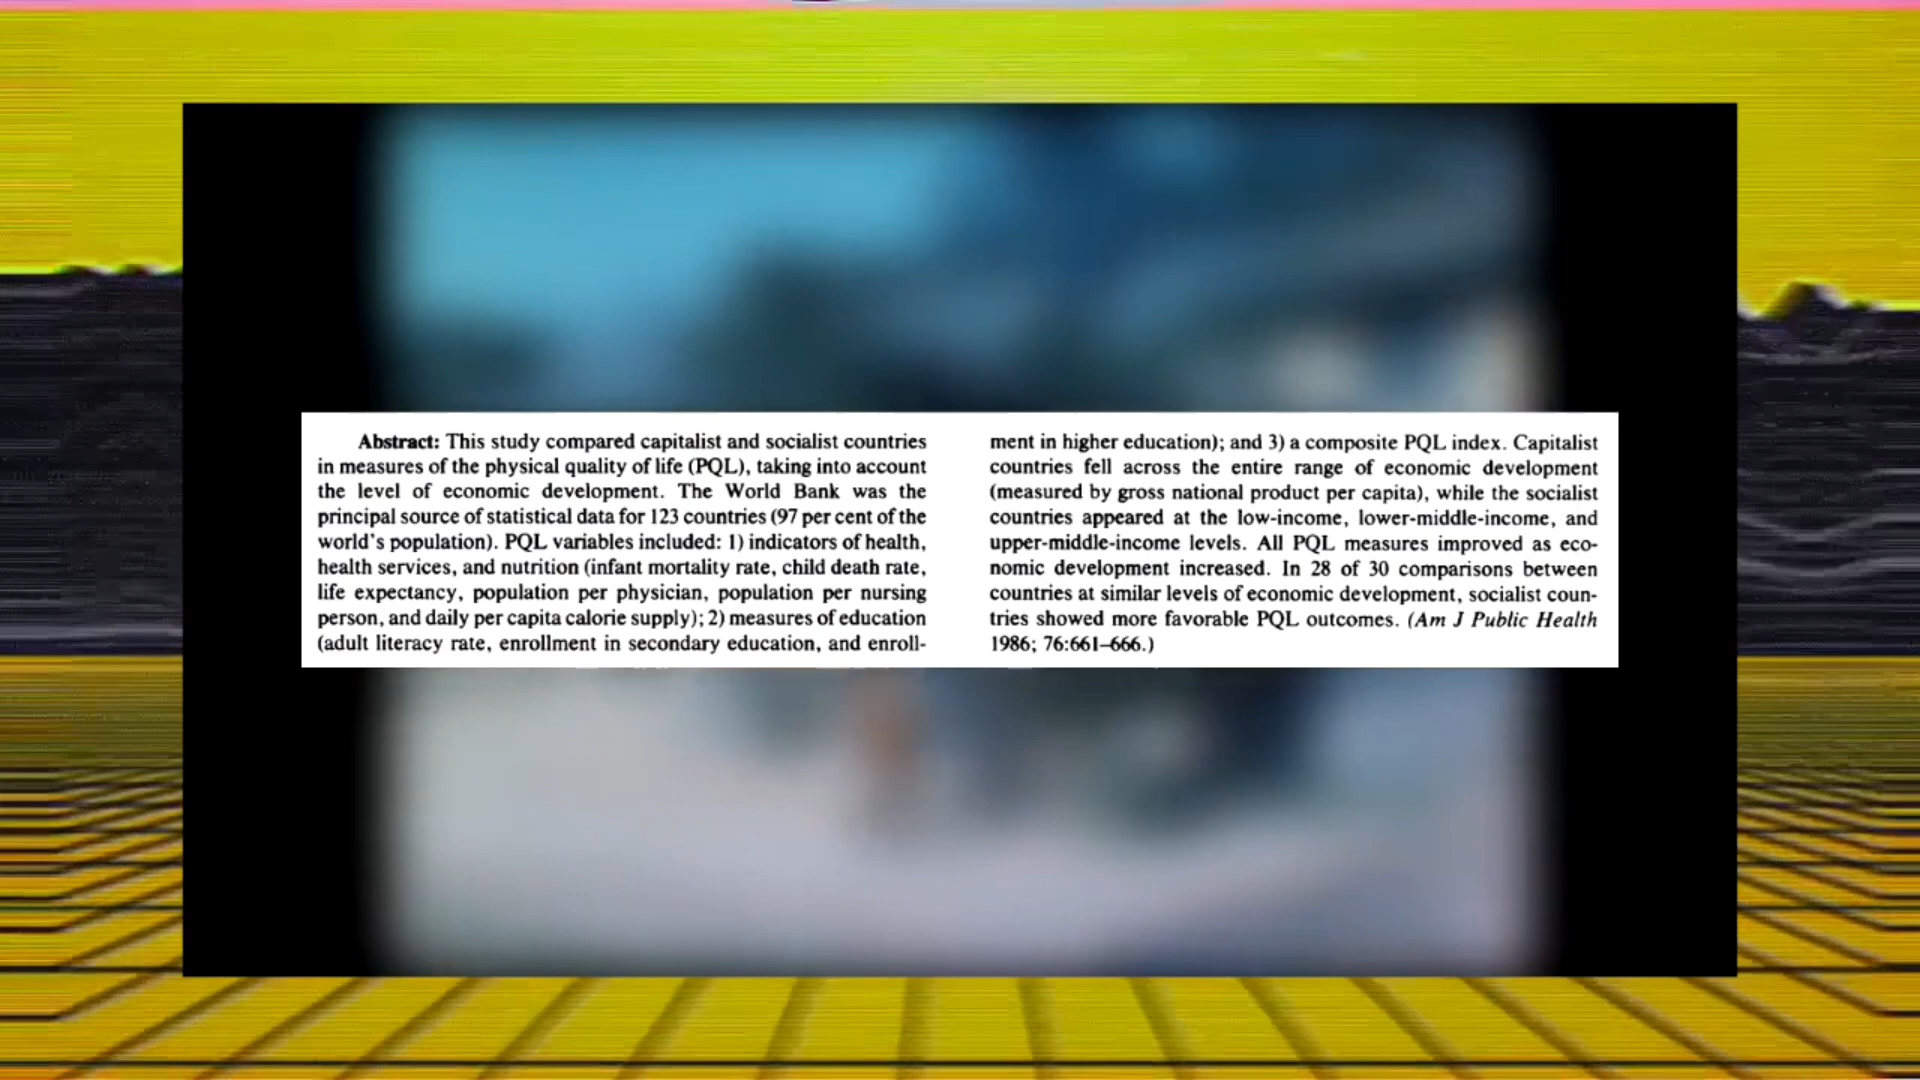 Abstract: This study compared capitalist and socialist countries
in measures of the physical quality of life (PQL), taking into account
the level of economic development. The World Bank was the
principal source of statistical data for 123 countries (97 per cent of the
world's population). PQL variables included: 1) indicators of health,
health services, and nutrition (infant mortality rate, child death rate,
life expectancy, population per physician, population per nursing
person, and daily per capita calorie supply); 2) measures of education
(adult literacy rate, enrollment in secondary education, and enroll-
ment in higher education); and 3) a composite PQL index. Capitalist
countries fell across the entire range of economic development
(measured by gross national product per capita), while the socialist
countries appeared at the low-income, lower-middle-income, and
upper-middle-income levels. All PQL measures improved as eco-
nomic development increased. In 28 of 30 comparisons between
countries at similar levels of economic development, socialist coun-
tries showed more favorable PQL outcomes. (Am J Public Health
1986; 76:661–666.)